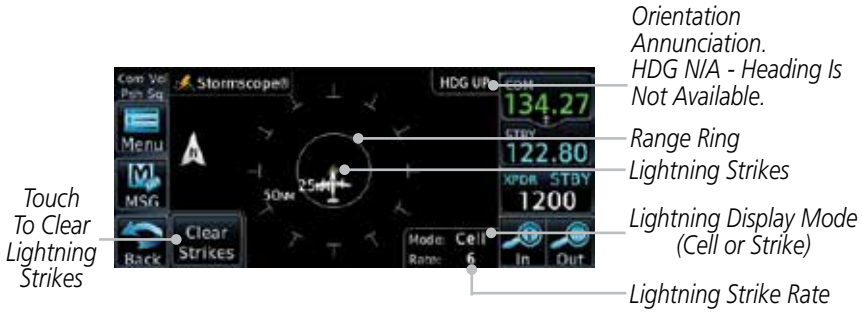 Orientation
Annunciation.
HDG N/A - Heading Is
Not Available.
Range Ring
Lightning Strikes
Lightning Display Mode
(Cell or Strike)
Lightning Strike Rate
Touch
To Clear
Lightning
Strikes
Com Vol
Psh Sq
Stormscope®
HDG UP
COM
134.27
Menu
N
STBY
122.80
MSG
50NM
25NM
XPDR STBY
1200
Back
Clear
Strikes
Mode: Cell
Rate: 6
In
Out